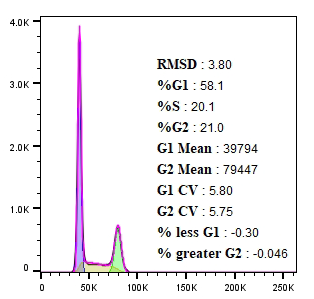 4.0K
3.0K
2.0K
1.0K
0
0 50K 100K 150K 200K 250K
RMSD : 3.80
%G1 : 58.1
%S : 20.1
%G2 : 21.0
G1 Mean : 39794
G2 Mean : 79447
G1 CV : 5.80
G2 CV : 5.75
% less G1 : -0.30
% greater G2 : -0.046